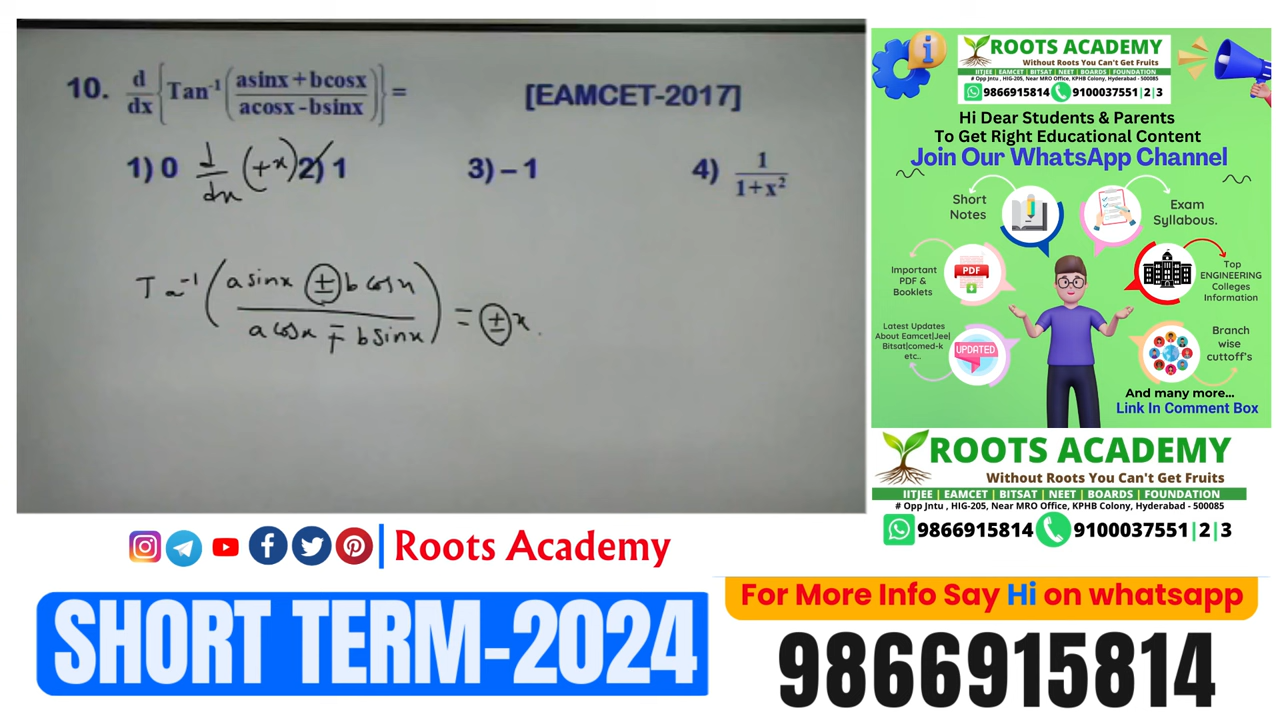 10. d/dx {Tan⁻¹ (asinx + bcosx / acosx - bsinx)} = [EAMCET-2017]
1) 0 d/dx (+x) 2) 1 3) – 1 4) 1 / 1+x²
Tan⁻¹ (a sinx ± b cosx / a cosx ∓ b sinx) = ± x.
ROOTS ACADEMY
Without Roots You Can't Get Fruits
IITJEE | EAMCET | BITSAT | NEET | BOARDS | FOUNDATION
# Opp Jntu , HIG-205, Near MRO Office, KPHB Colony, Hyderabad - 500085
9866915814 9100037551|2|3
Hi Dear Students & Parents
To Get Right Educational Content
Join Our WhatsApp Channel
Short
Notes
Exam
Syllabous.
Important
PDF &
Booklets
PDF
Top
ENGINEERING
Colleges
Information
Latest Updates
About Eamcet|Jee|
Bitsat|comed-k
etc..
UPDATED
Branch
wise
cuttoff's
And many more...
Link In Comment Box
ROOTS ACADEMY
Without Roots You Can't Get Fruits
IITJEE | EAMCET | BITSAT | NEET | BOARDS | FOUNDATION
# Opp Jntu , HIG-205, Near MRO Office, KPHB Colony, Hyderabad - 500085
9866915814 9100037551|2|3
Roots Academy
SHORT TERM-2024
For More Info Say Hi on whatsapp
9866915814